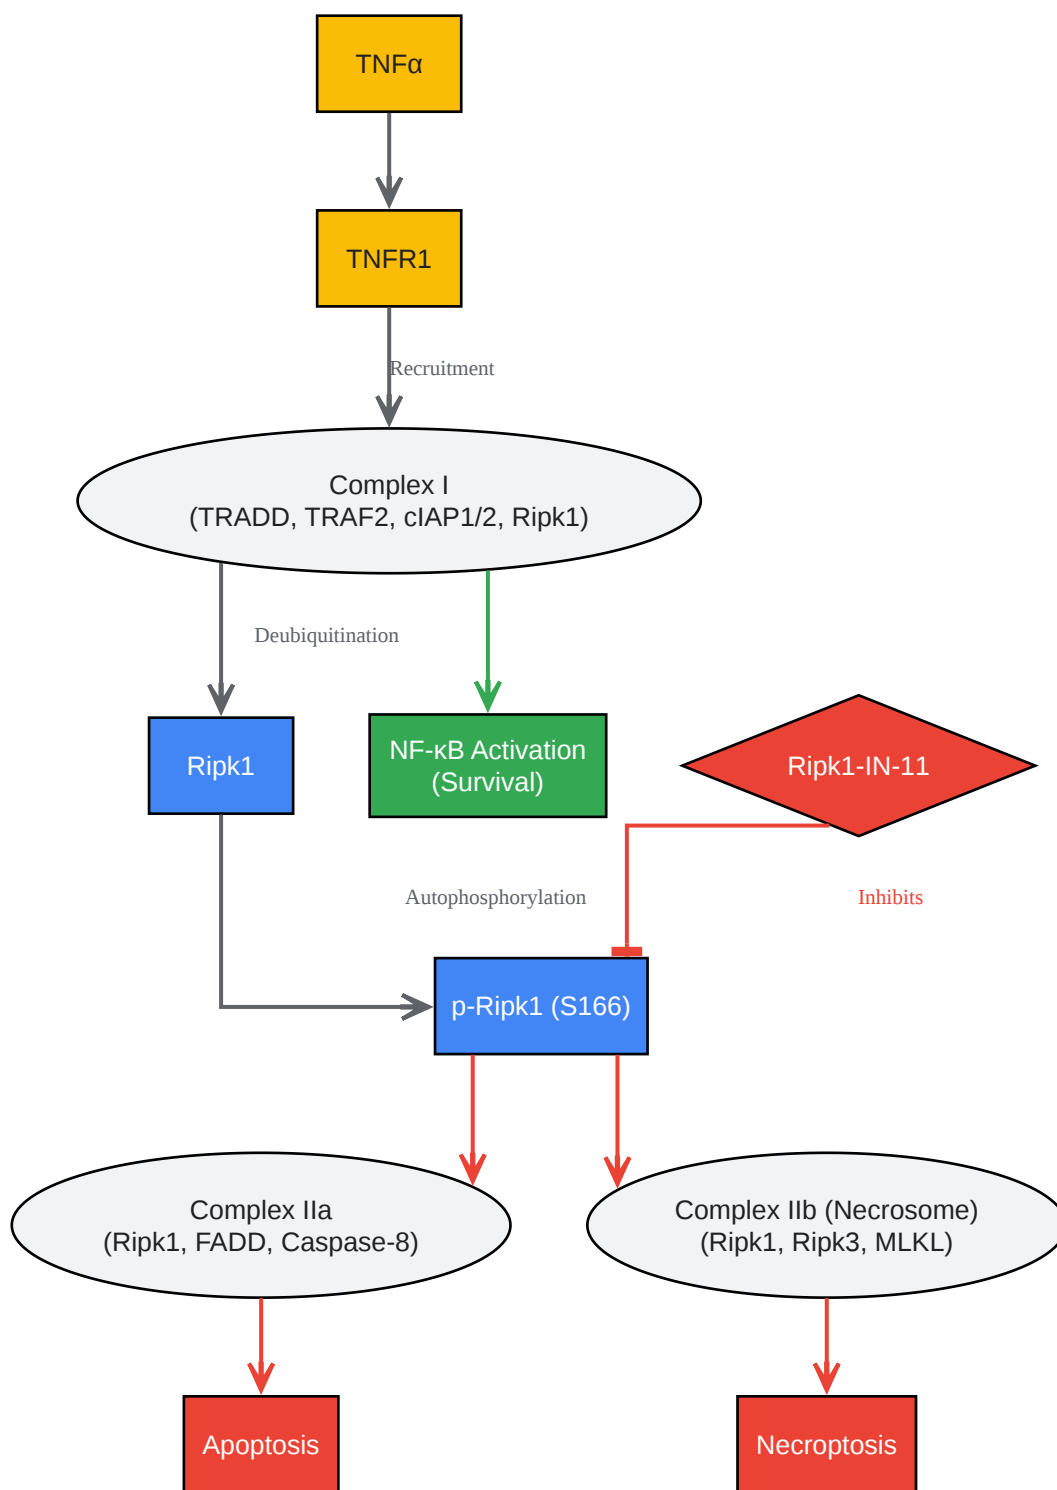 TNFα
TNFR1
Recruitment
Complex I
(TRADD, TRAF2, cIAP1/2, Ripk1)
Deubiquitination
Ripk1
NF-κB Activation
(Survival)
Ripk1-IN-11
Autophosphorylation
Inhibits
p-Ripk1 (S166)
Complex IIa
(Ripk1, FADD, Caspase-8)
Complex IIb (Necrosome)
(Ripk1, Ripk3, MLKL)
Apoptosis
Necroptosis